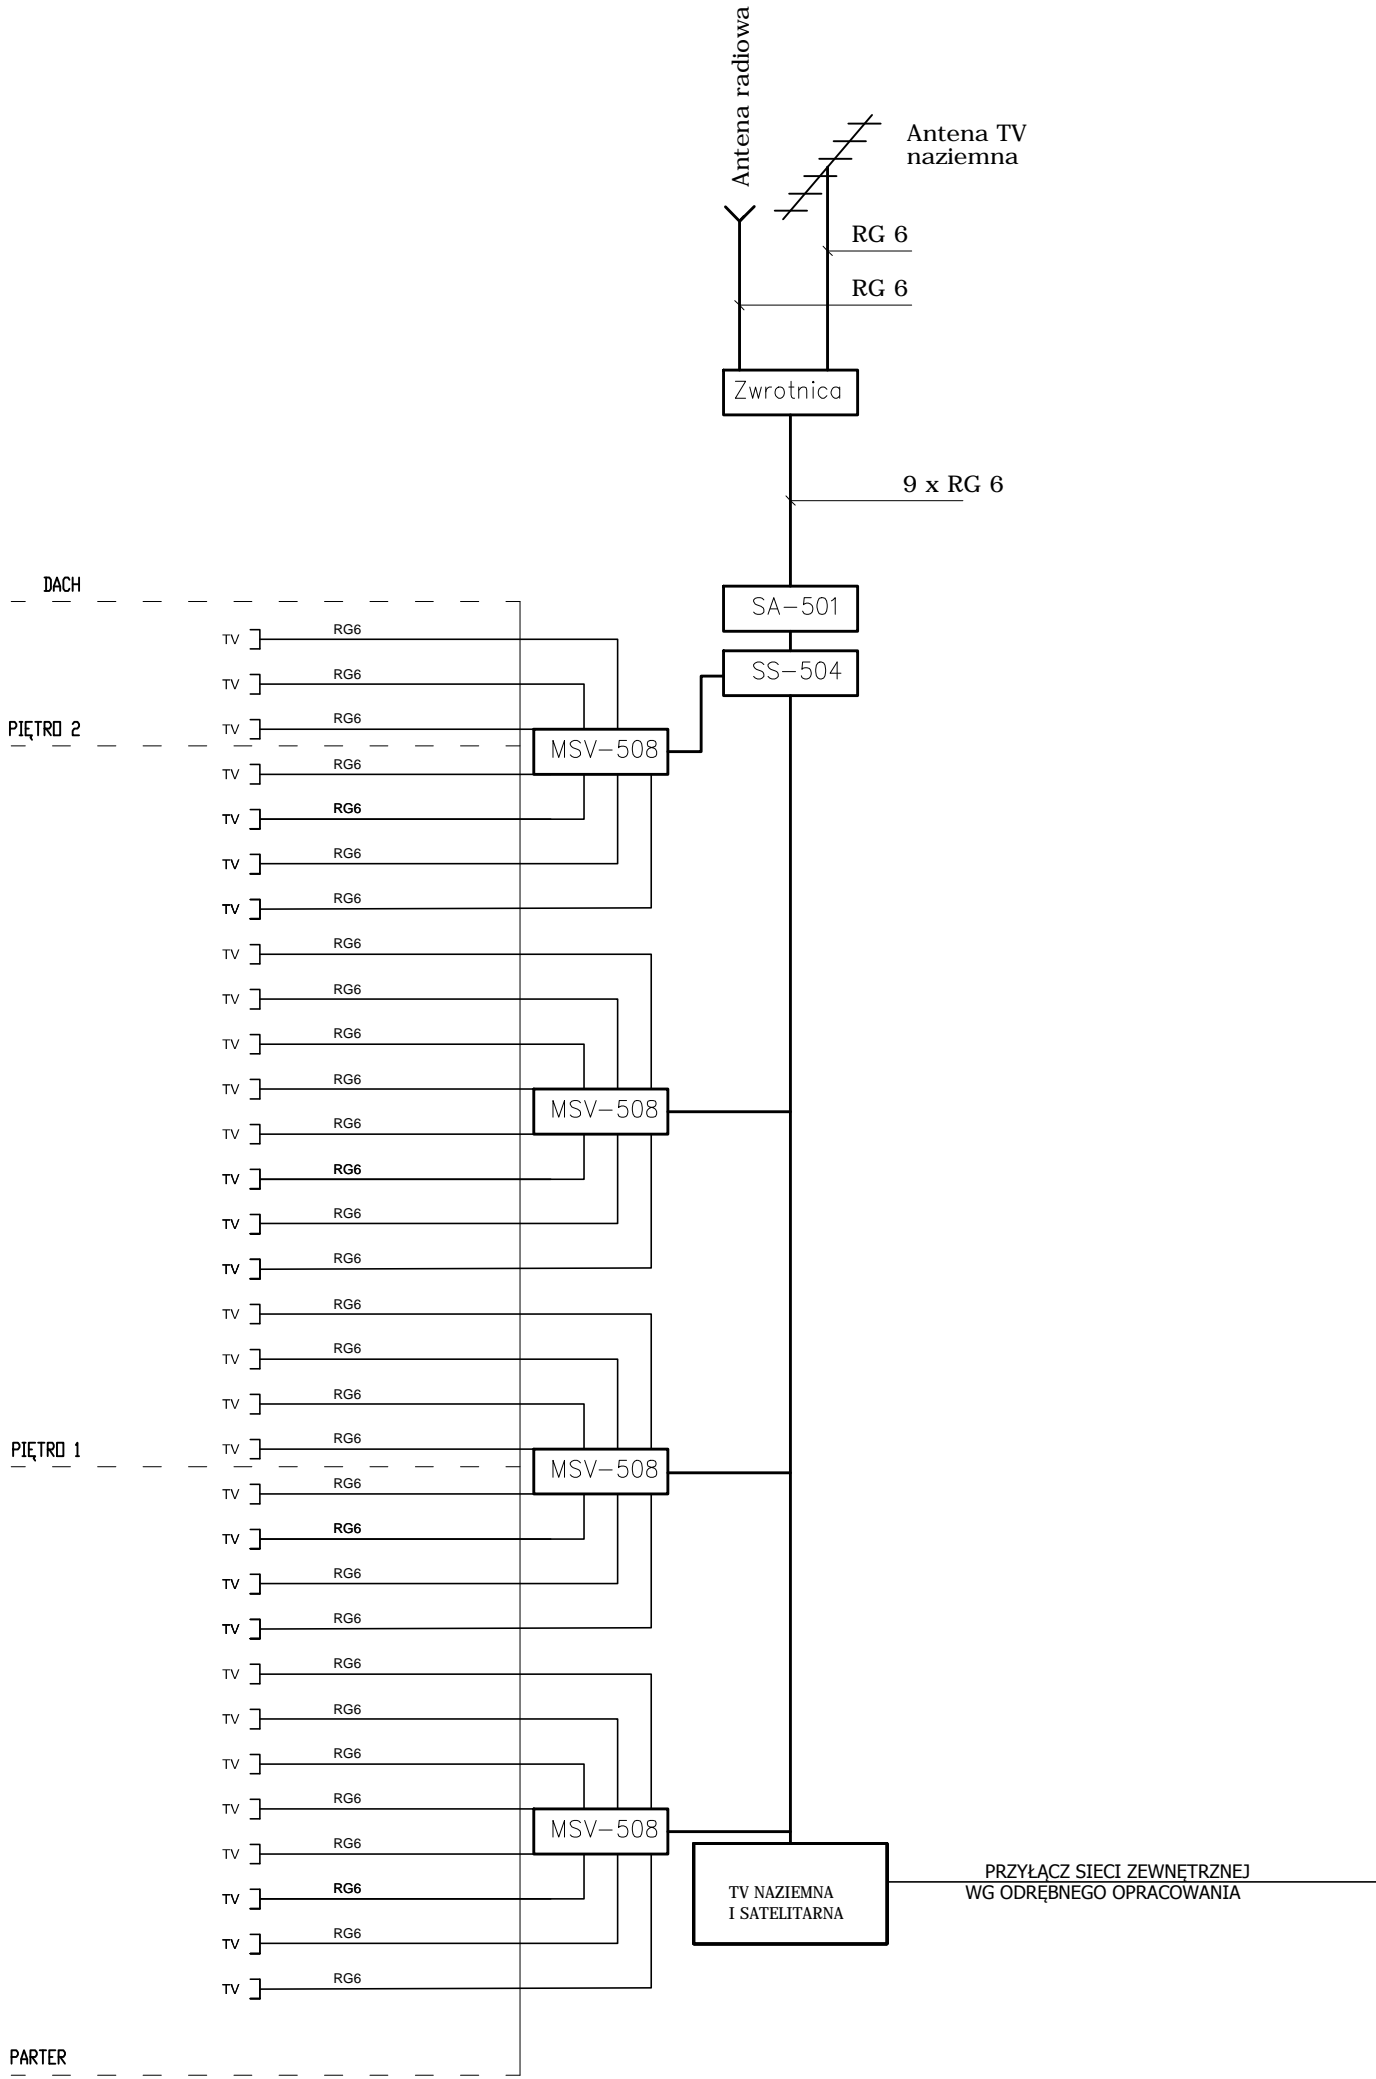 Antena radiowa
Antena TV
naziemna
RG 6
RG 6
Zwrotnica
9 x RG 6
DACH
SA-501
TV RG6
SS-504
TV RG6
TV RG6
PIĘTRO 2
MSV-508
TV RG6
TV RG6
TV RG6
TV RG6
TV RG6
TV RG6
TV RG6
TV RG6
MSV-508
TV RG6
TV RG6
TV RG6
TV RG6
TV RG6
TV RG6
TV RG6
TV RG6
PIĘTRO 1
MSV-508
TV RG6
TV RG6
TV RG6
TV RG6
TV RG6
TV RG6
TV RG6
TV RG6
MSV-508
TV RG6
TV RG6
TV RG6
TV RG6
TV NAZIEMNA
I SATELITARNA
PRZYŁĄCZ SIECI ZEWNĘTRZNEJ
WG ODRĘBNEGO OPRACOWANIA
PARTER